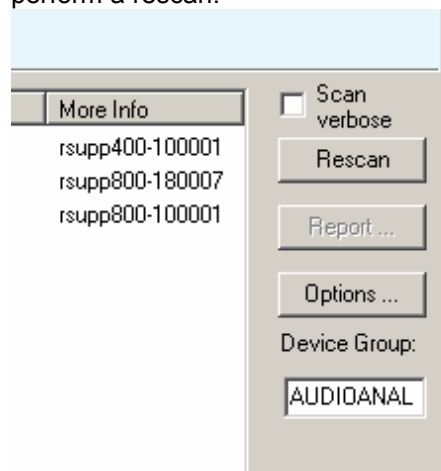 perform a rescan.
More Info
rsupp400-100001
rsupp800-180007
rsupp800-100001
Scan
verbose
Rescan
Report ...
Options ...
Device Group:
AUDIOANAL